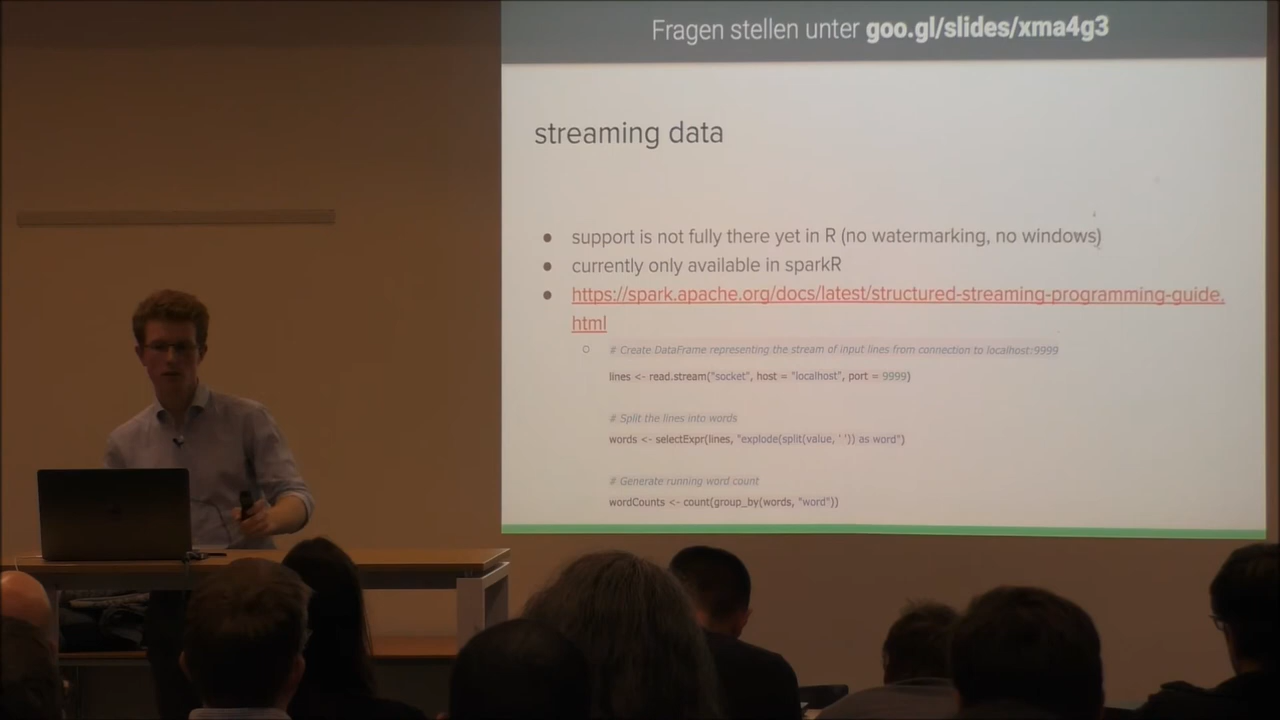 Fragen stellen unter goo.gl/slides/xma4g3
streaming data
● support is not fully there yet in R (no watermarking, no windows)
● currently only available in sparkR
● https://spark.apache.org/docs/latest/structured-streaming-programming-guide.
html
○ # Create DataFrame representing the stream of input lines from connection to localhost:9999
lines <- read.stream("socket", host = "localhost", port = 9999)
# Split the lines into words
words <- selectExpr(lines, "explode(split(value, ' ')) as word")
# Generate running word count
wordCounts <- count(group_by(words, "word"))